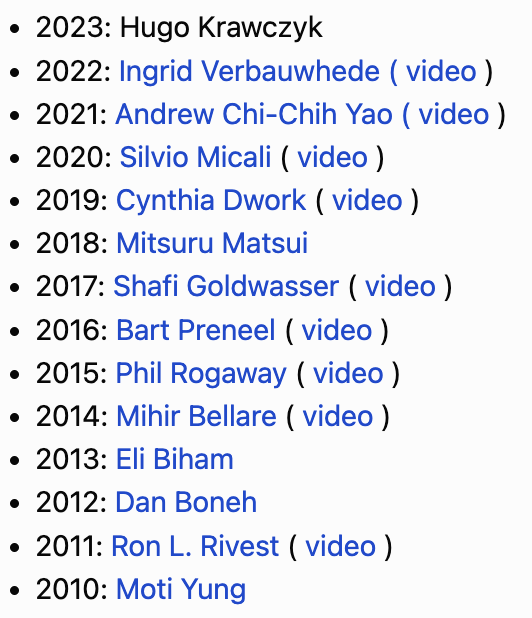 • 2023: Hugo Krawczyk
• 2022: Ingrid Verbauwhede ( video )
• 2021: Andrew Chi-Chih Yao ( video )
• 2020: Silvio Micali ( video )
• 2019: Cynthia Dwork ( video )
• 2018: Mitsuru Matsui
• 2017: Shafi Goldwasser ( video )
• 2016: Bart Preneel ( video )
• 2015: Phil Rogaway ( video )
• 2014: Mihir Bellare ( video )
• 2013: Eli Biham
• 2012: Dan Boneh
• 2011: Ron L. Rivest ( video )
• 2010: Moti Yung